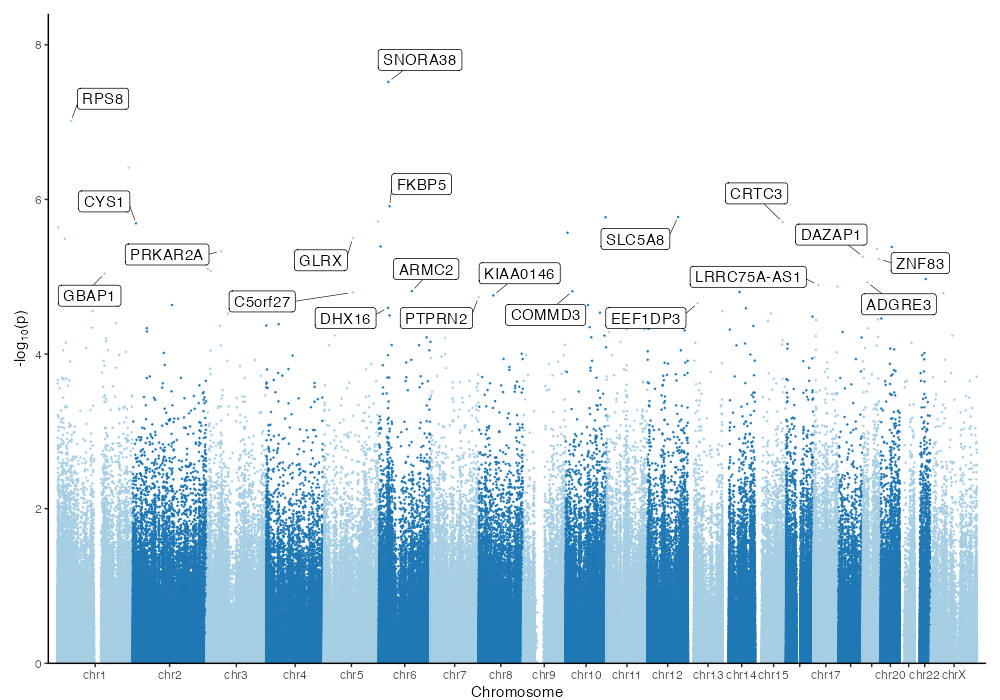 8
SNORA38
RPS8
6
FKBP5
CRTC3
CYS1
DAZAP1
SLC5A8
PRKAR2A
GLRX
ZNF83
ARMC2
KIAA0146
LRRC75A-AS1
GBAP1
C5orf27
ADGRE3
DHX16
PTPRN2
COMMD3
EEF1DP3
-log10(p)
4
2
0
chr1 chr2 chr3 chr4 chr5 chr6 chr7 chr8 chr9 chr10 chr11 chr12 chr13 chr14 chr15 chr17 chr20 chr22 chrX
Chromosome